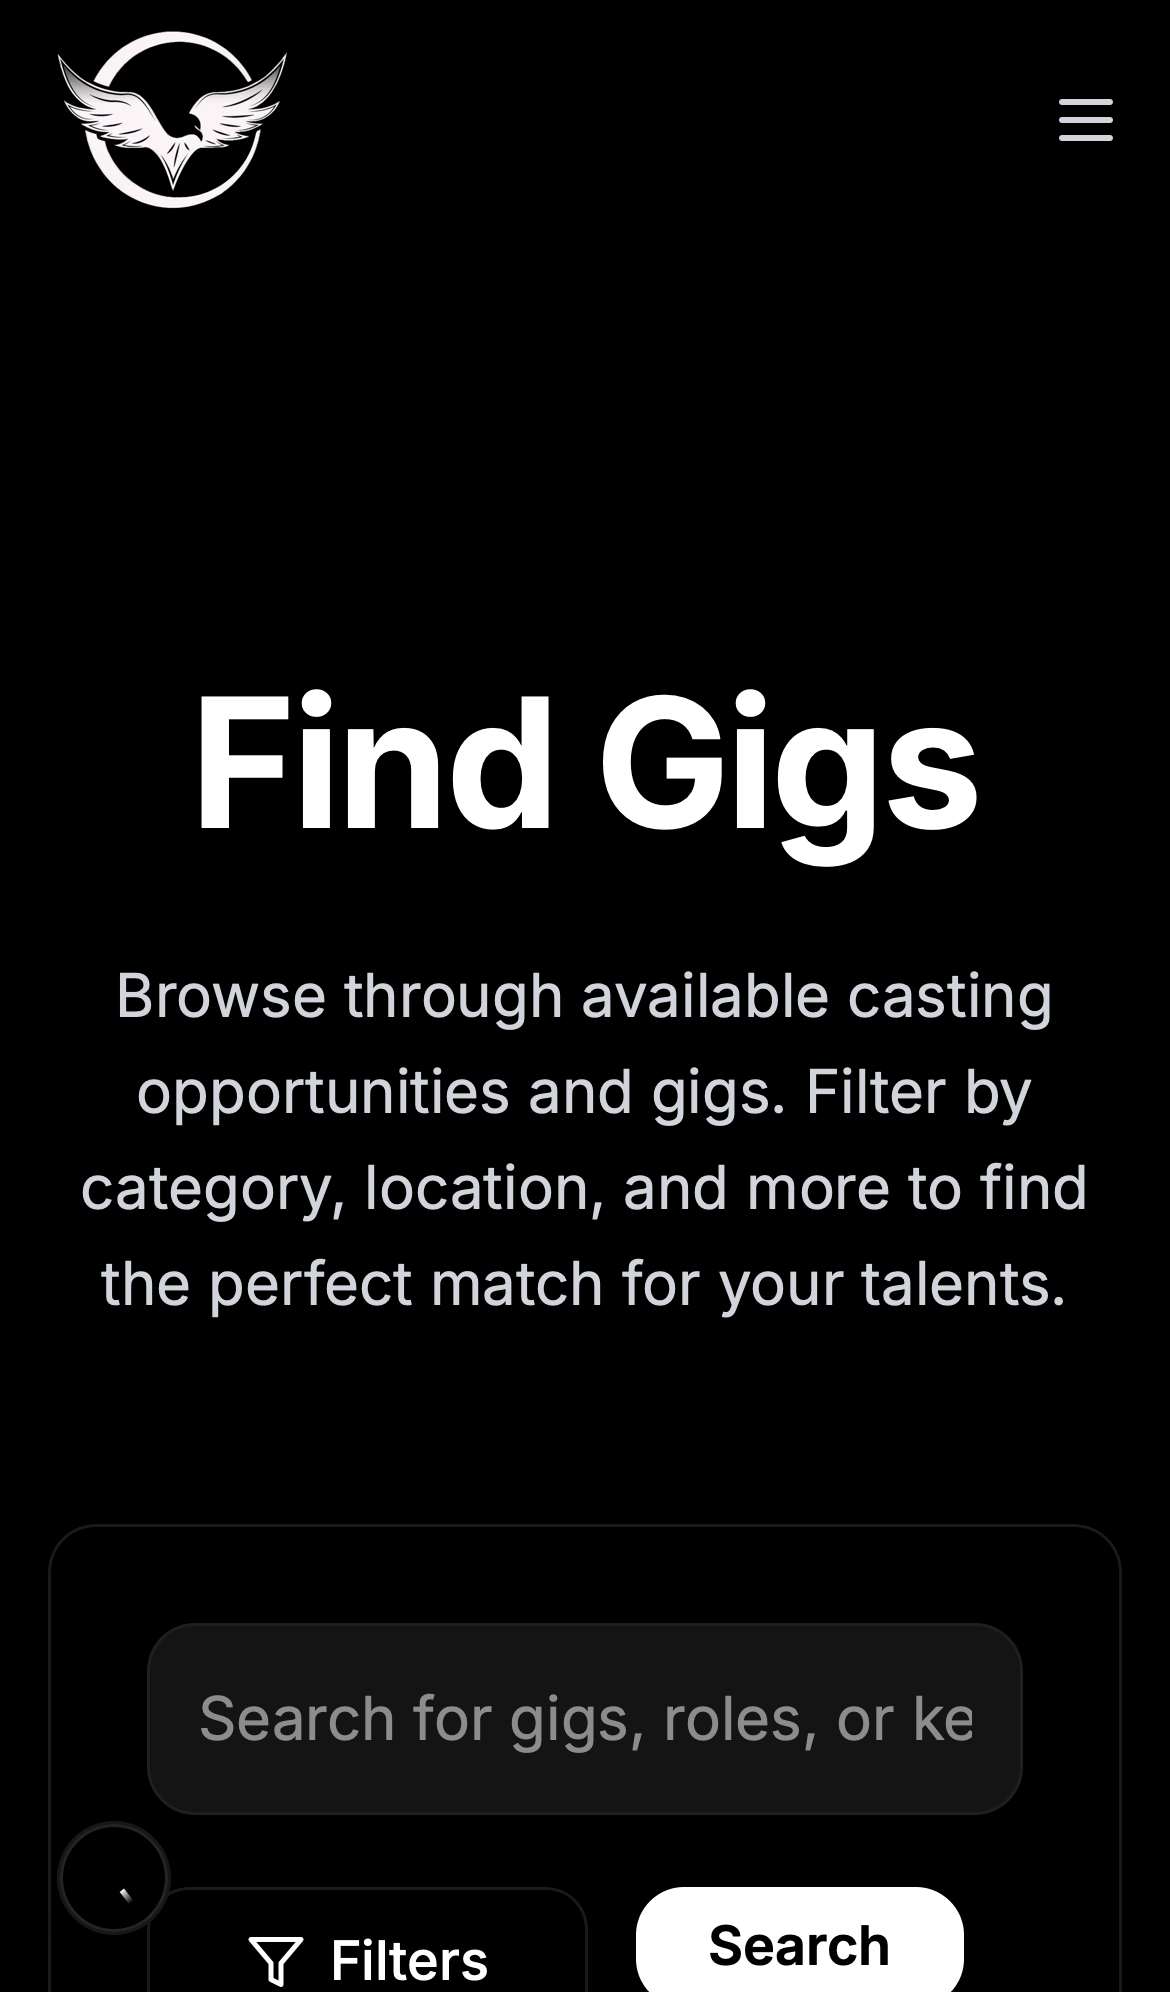 Find Gigs
Browse through available casting
opportunities and gigs. Filter by
category, location, and more to find
the perfect match for your talents.
Search for gigs, roles, or ke
Filters
Search